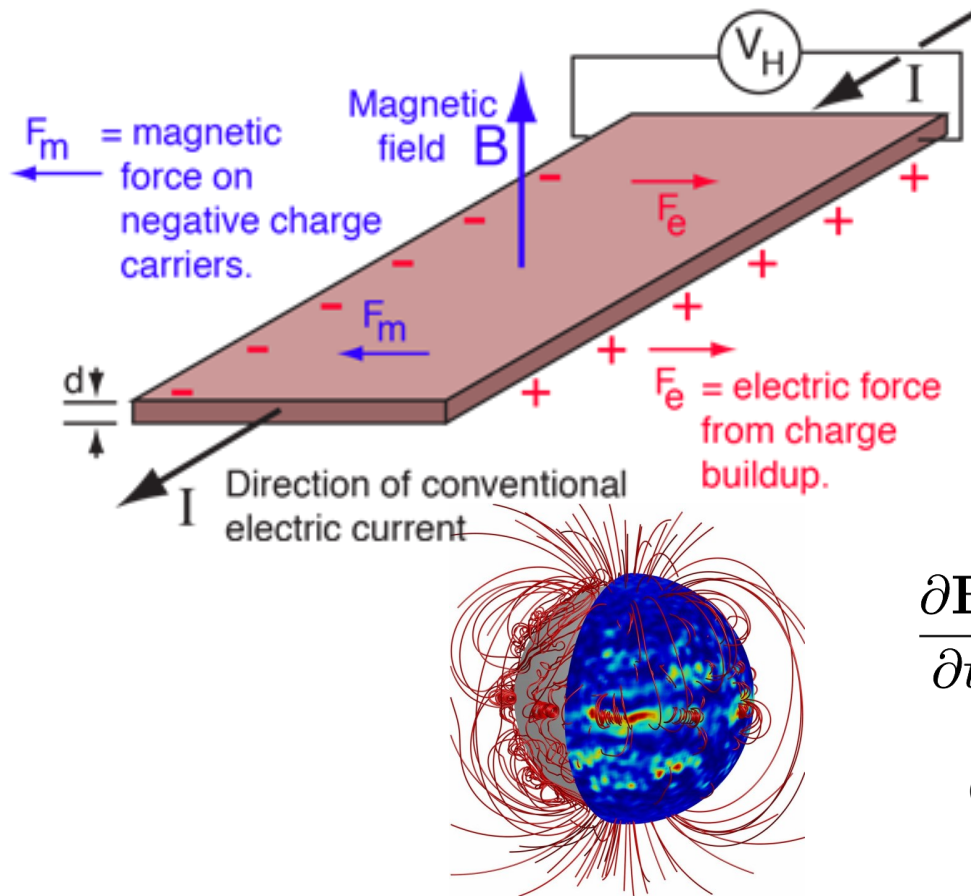 V_H
I
Magnetic
field B
F_m = magnetic
force on
negative charge
carriers.
- - - - - -
F_e
F_m
+ + + + + +
d
F_e = electric force
from charge
buildup.
I
Direction of conventional
electric current
∂
∂